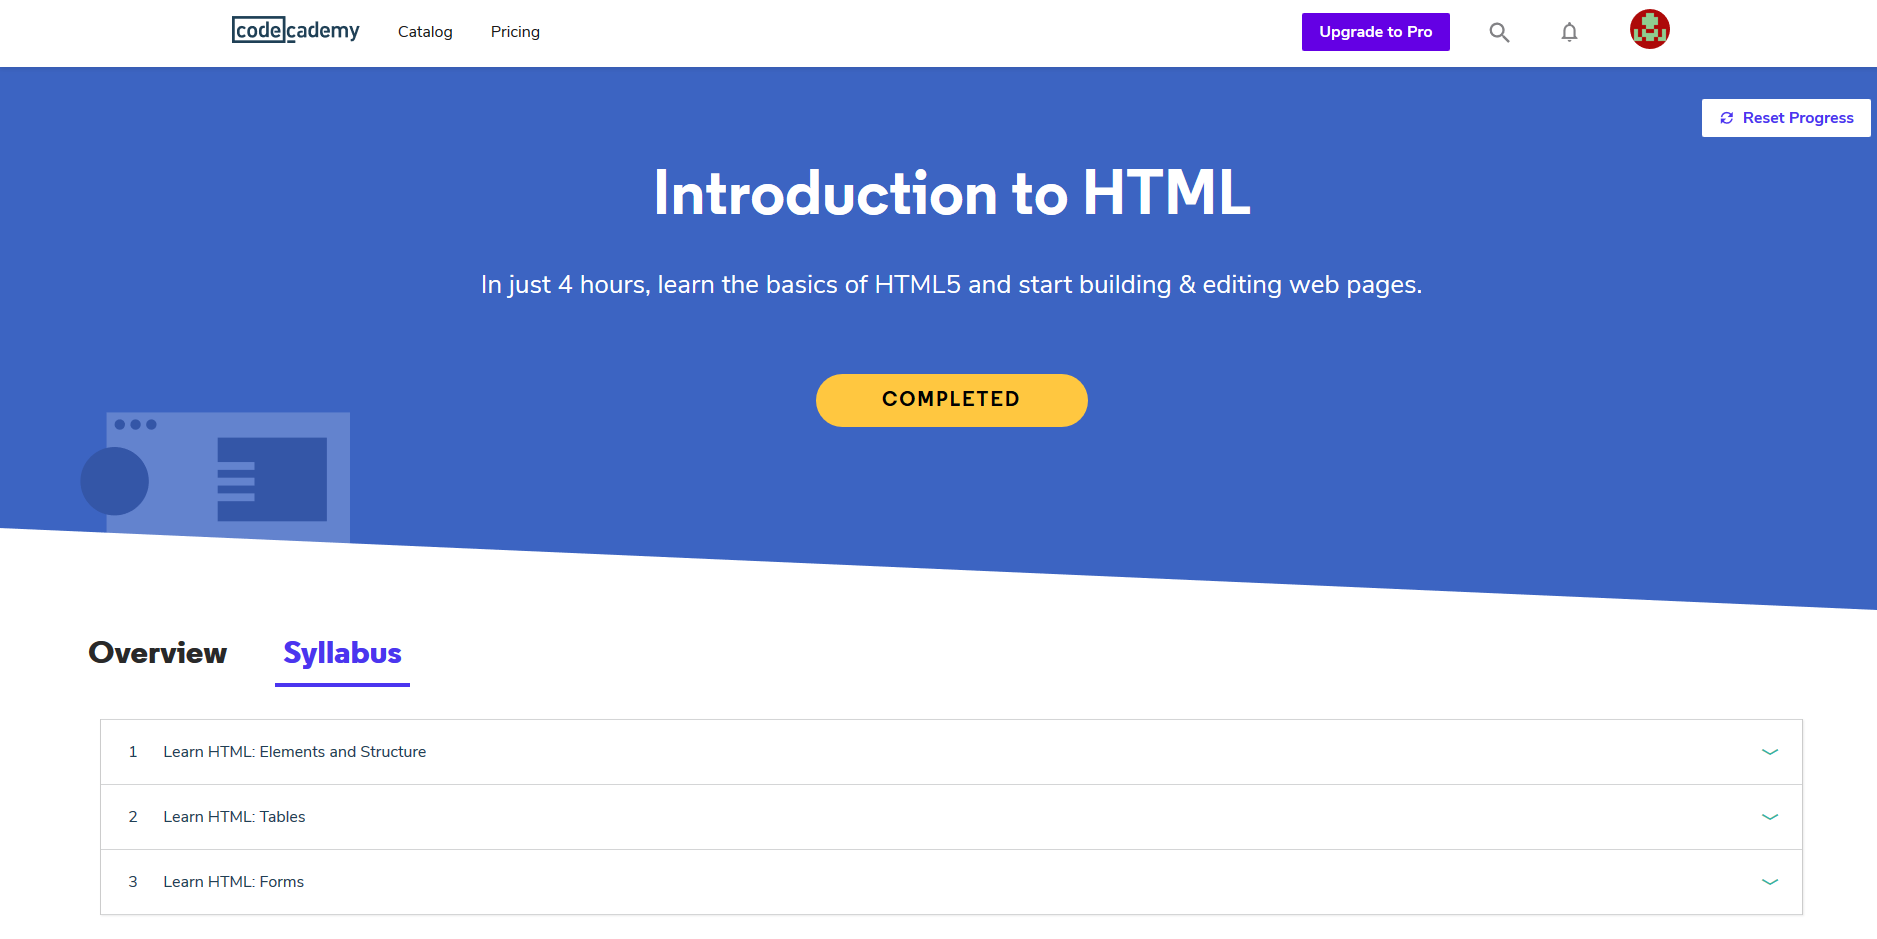 codecademy Catalog Pricing Upgrade to Pro
Reset Progress
Introduction to HTML
In just 4 hours, learn the basics of HTML5 and start building & editing web pages.
COMPLETED
Overview Syllabus
1 Learn HTML: Elements and Structure
2 Learn HTML: Tables
3 Learn HTML: Forms